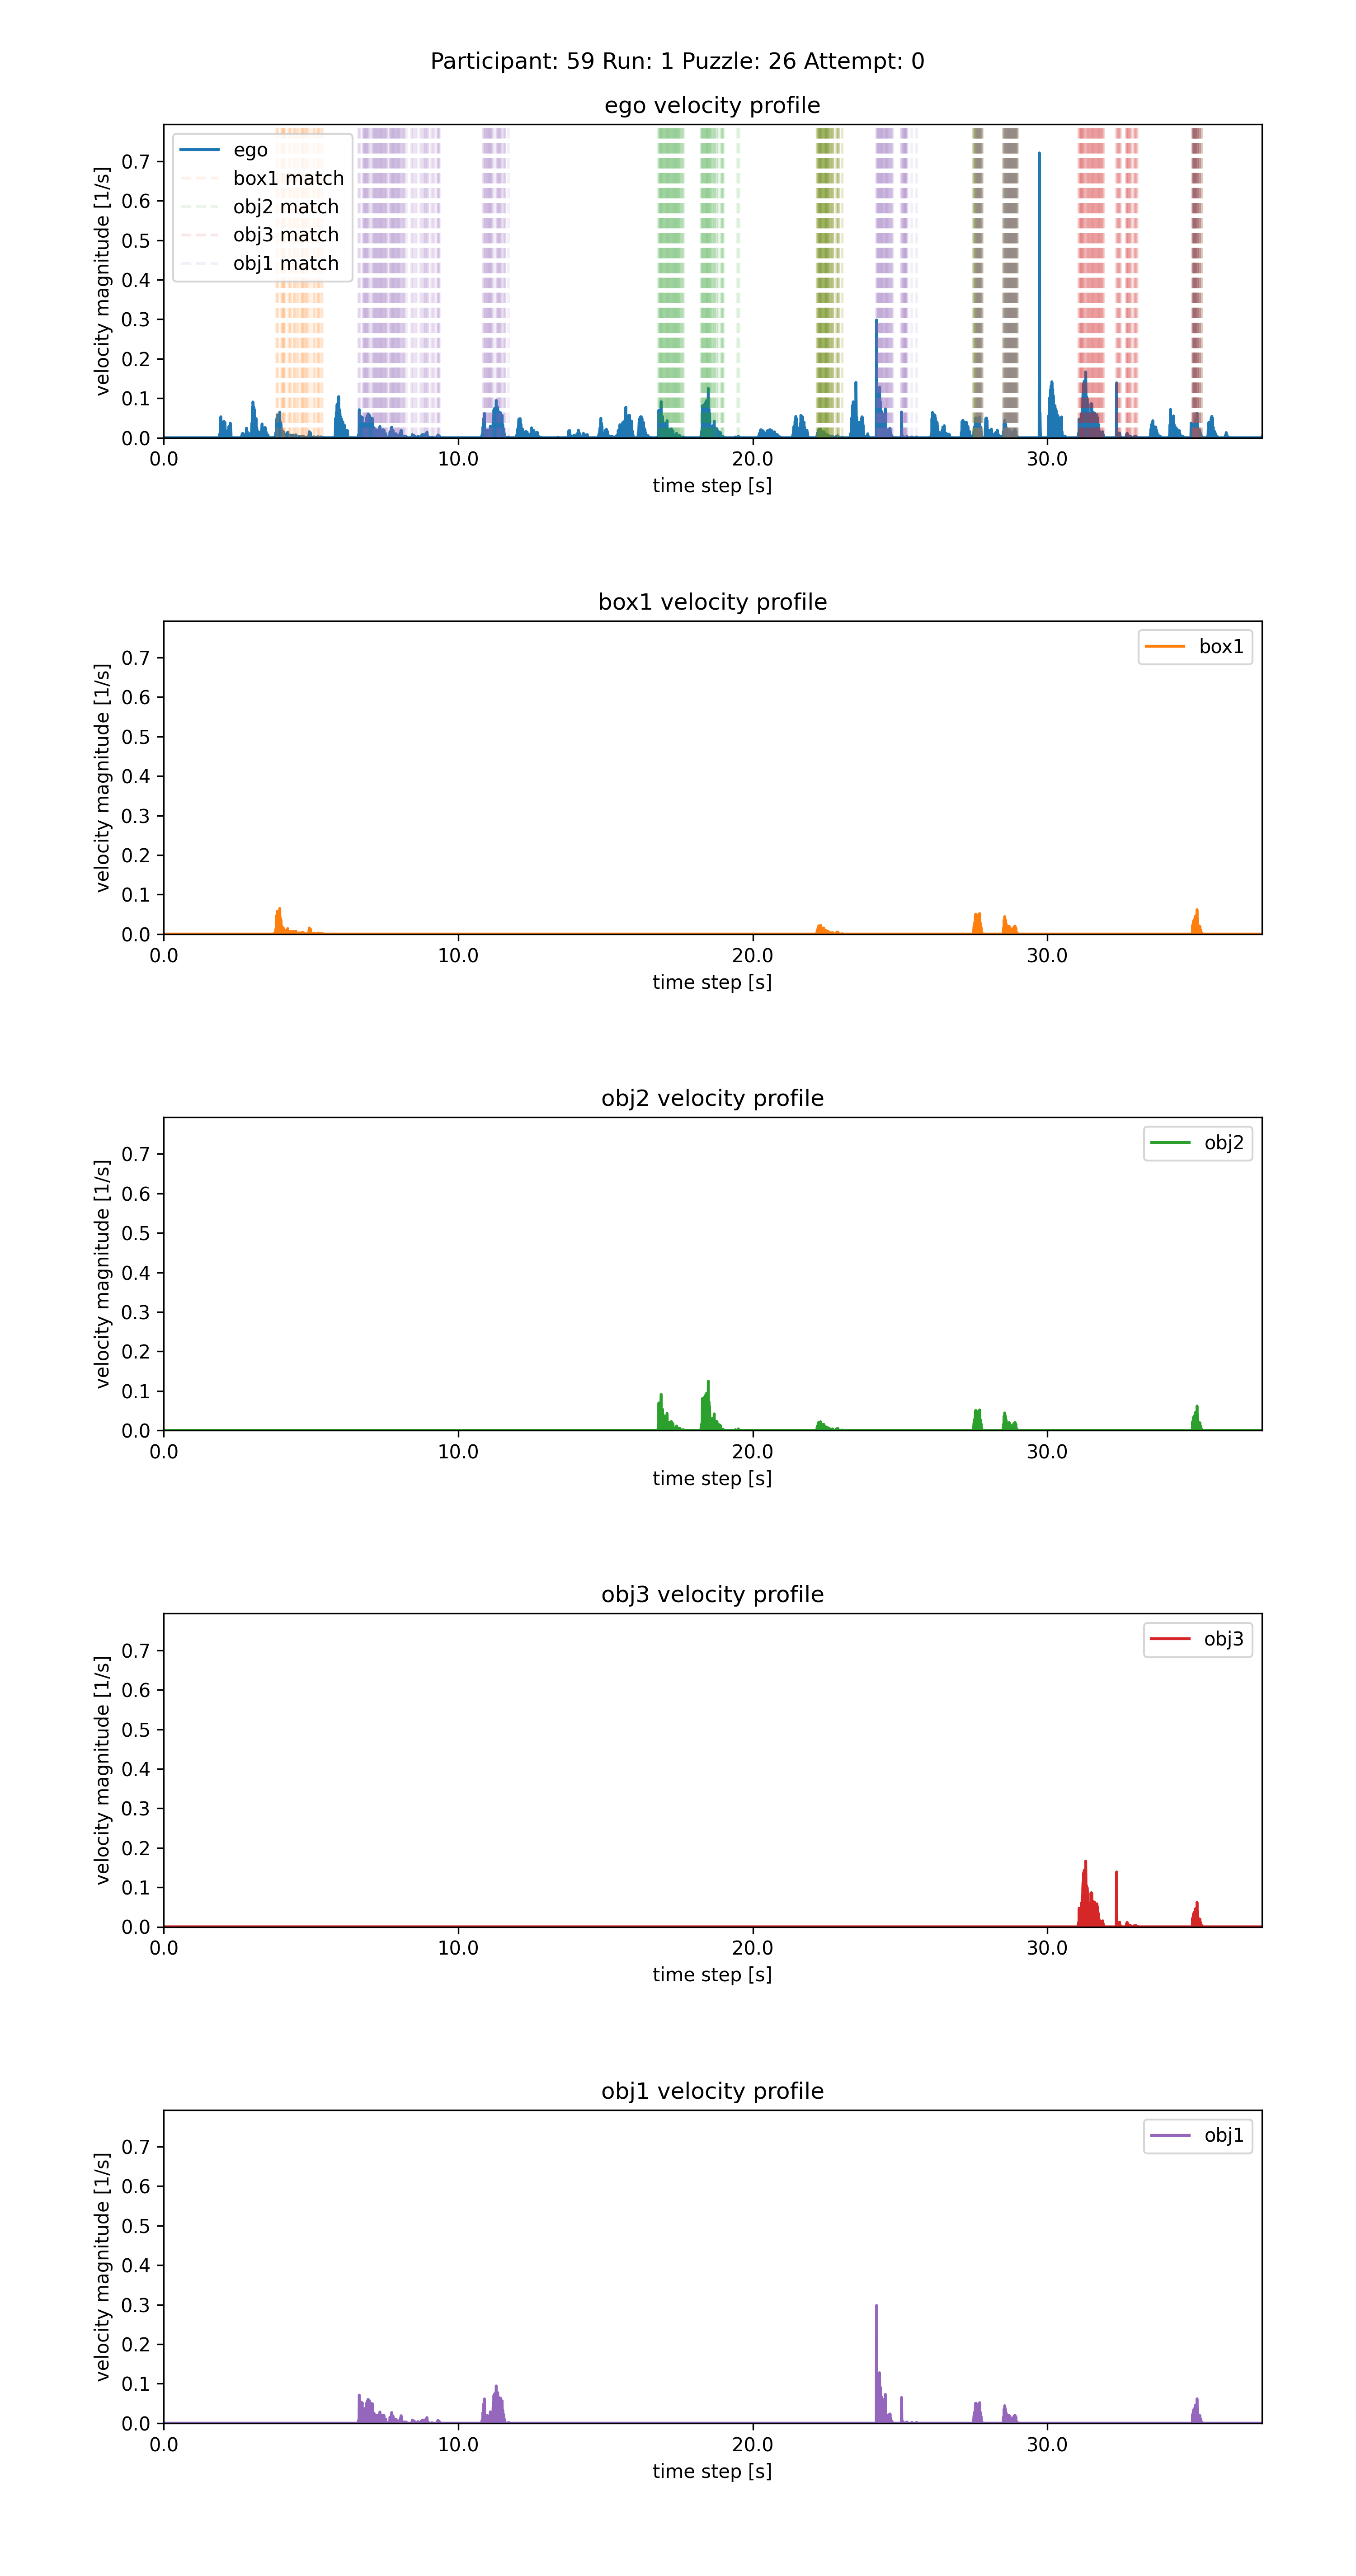 Participant: 59 Run: 1 Puzzle: 26 Attempt: 0
ego velocity profile
velocity magnitude [1/s]
0.7
0.6
0.5
0.4
0.3
0.2
0.1
0.0
ego
box1 match
obj2 match
obj3 match
obj1 match
0.0 10.0 20.0 30.0
time step [s]
box1 velocity profile
velocity magnitude [1/s]
0.7
0.6
0.5
0.4
0.3
0.2
0.1
0.0
box1
0.0 10.0 20.0 30.0
time step [s]
obj2 velocity profile
velocity magnitude [1/s]
0.7
0.6
0.5
0.4
0.3
0.2
0.1
0.0
obj2
0.0 10.0 20.0 30.0
time step [s]
obj3 velocity profile
velocity magnitude [1/s]
0.7
0.6
0.5
0.4
0.3
0.2
0.1
0.0
obj3
0.0 10.0 20.0 30.0
time step [s]
obj1 velocity profile
velocity magnitude [1/s]
0.7
0.6
0.5
0.4
0.3
0.2
0.1
0.0
obj1
0.0 10.0 20.0 30.0
time step [s]